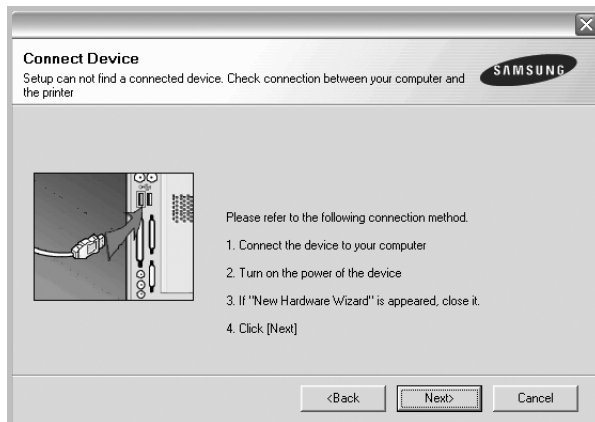 Connect Device
Setup can not find a connected device. Check connection between your computer and
the printer
SAMSUNG
Please refer to the following connection method.
1. Connect the device to your computer
2. Turn on the power of the device
3. If "New Hardware Wizard" is appeared, close it.
4. Click [Next]
<Back
Next>
Cancel